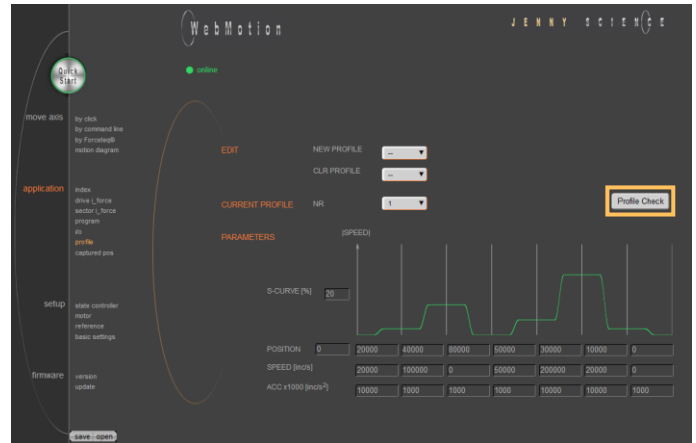 WebMotion
JENNY SCIENCE
Quick
Start
online
move axis
by click
by command line
by ForceteqB
motion diagram
EDIT
NEW PROFILE
--
CLR PROFILE
--
application
index
drive i_force
sector i_force
program
i/o
profile
captured pos
CURRENT PROFILE
NR
1
Profile Check
PARAMETERS
|SPEED|
S-CURVE [%]
20
setup
state controller
motor
reference
basic settings
POSITION 0 20000 40000 80000 50000 30000 10000 0
SPEED [inc/s] 20000 100000 0 50000 200000 20000 0
ACC x1000 [inc/s²] 10000 1000 1000 1000 10000 10000 1000
firmware
version
update
save open